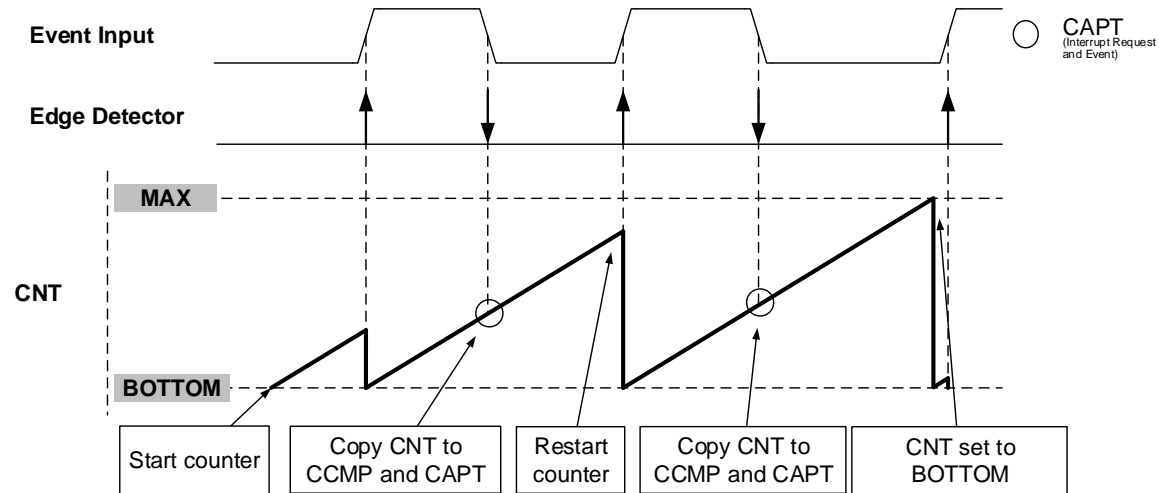 Event Input
CAPT
(Interrupt Request
and Event)
Edge Detector
MAX
CNT
BOTTOM
Start counter
Copy CNT to
CCMP and CAPT
Restart
counter
Copy CNT to
CCMP and CAPT
CNT set to
BOTTOM